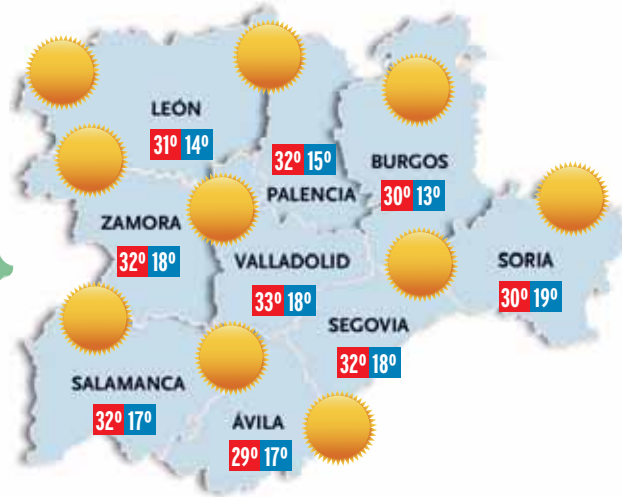 LEÓN
31º 14º
32º 15º
PALENCIA
BURGOS
30º 13º
ZAMORA
32º 18º
VALLADOLID
33º 18º
SORIA
30º 19º
SEGOVIA
32º 18º
SALAMANCA
32º 17º
ÁVILA
29º 17º